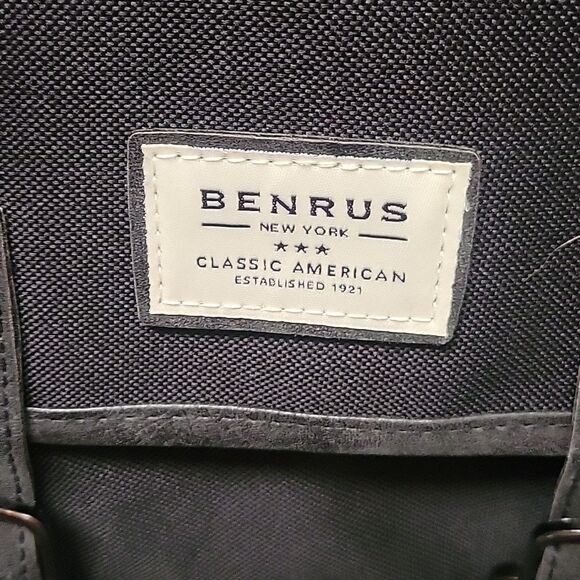 BENRUS
NEW YORK
★★★
CLASSIC AMERICAN
ESTABLISHED 1921